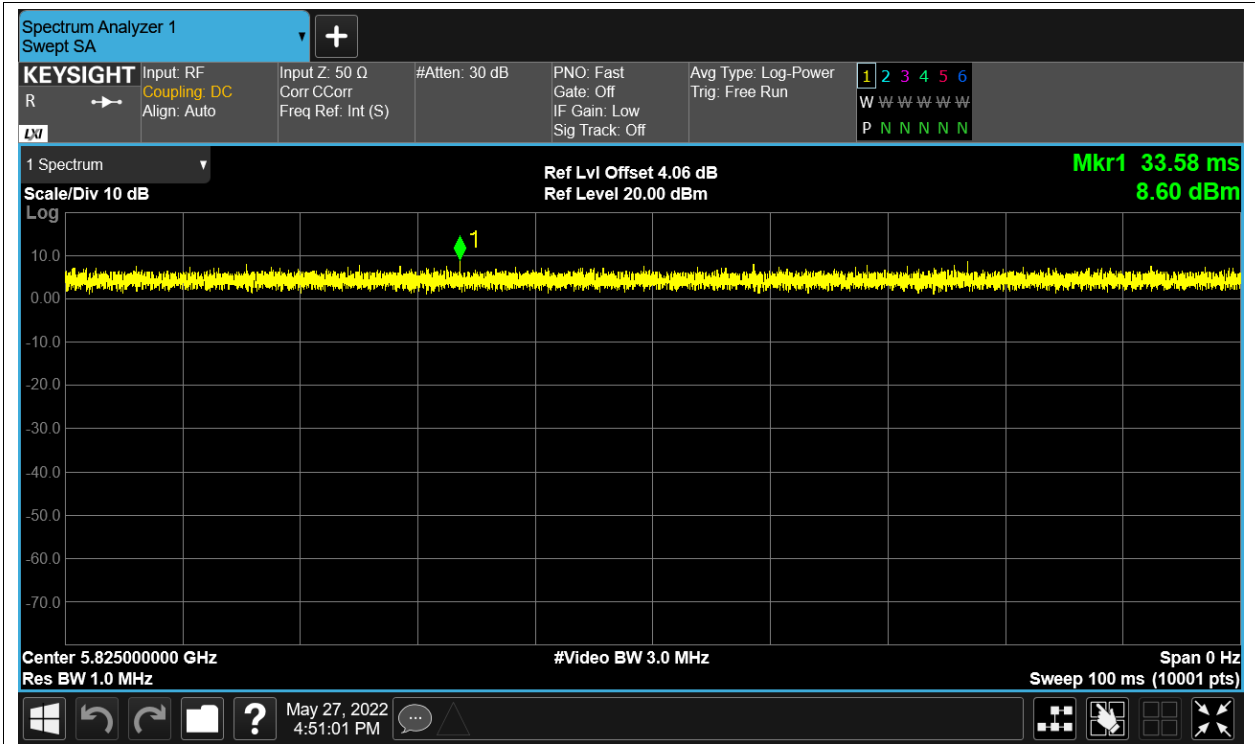 Spectrum Analyzer 1
Swept SA
+
KEYSIGHT
R
LXI
Input: RF
Coupling: DC
Align: Auto
Input Z: 50 Ω
Corr CCorr
Freq Ref: Int (S)
#Atten: 30 dB
PNO: Fast
Gate: Off
IF Gain: Low
Sig Track: Off
Avg Type: Log-Power
Trig: Free Run
1 2 3 4 5 6
W W W W W W
P N N N N N
1 Spectrum
Scale/Div 10 dB
Log
Ref Lvl Offset 4.06 dB
Ref Level 20.00 dBm
Mkr1 33.58 ms
8.60 dBm
1
10.0
0.00
-10.0
-20.0
-30.0
-40.0
-50.0
-60.0
-70.0
Center 5.825000000 GHz
Res BW 1.0 MHz
#Video BW 3.0 MHz
Span 0 Hz
Sweep 100 ms (10001 pts)
?
May 27, 2022
4:51:01 PM